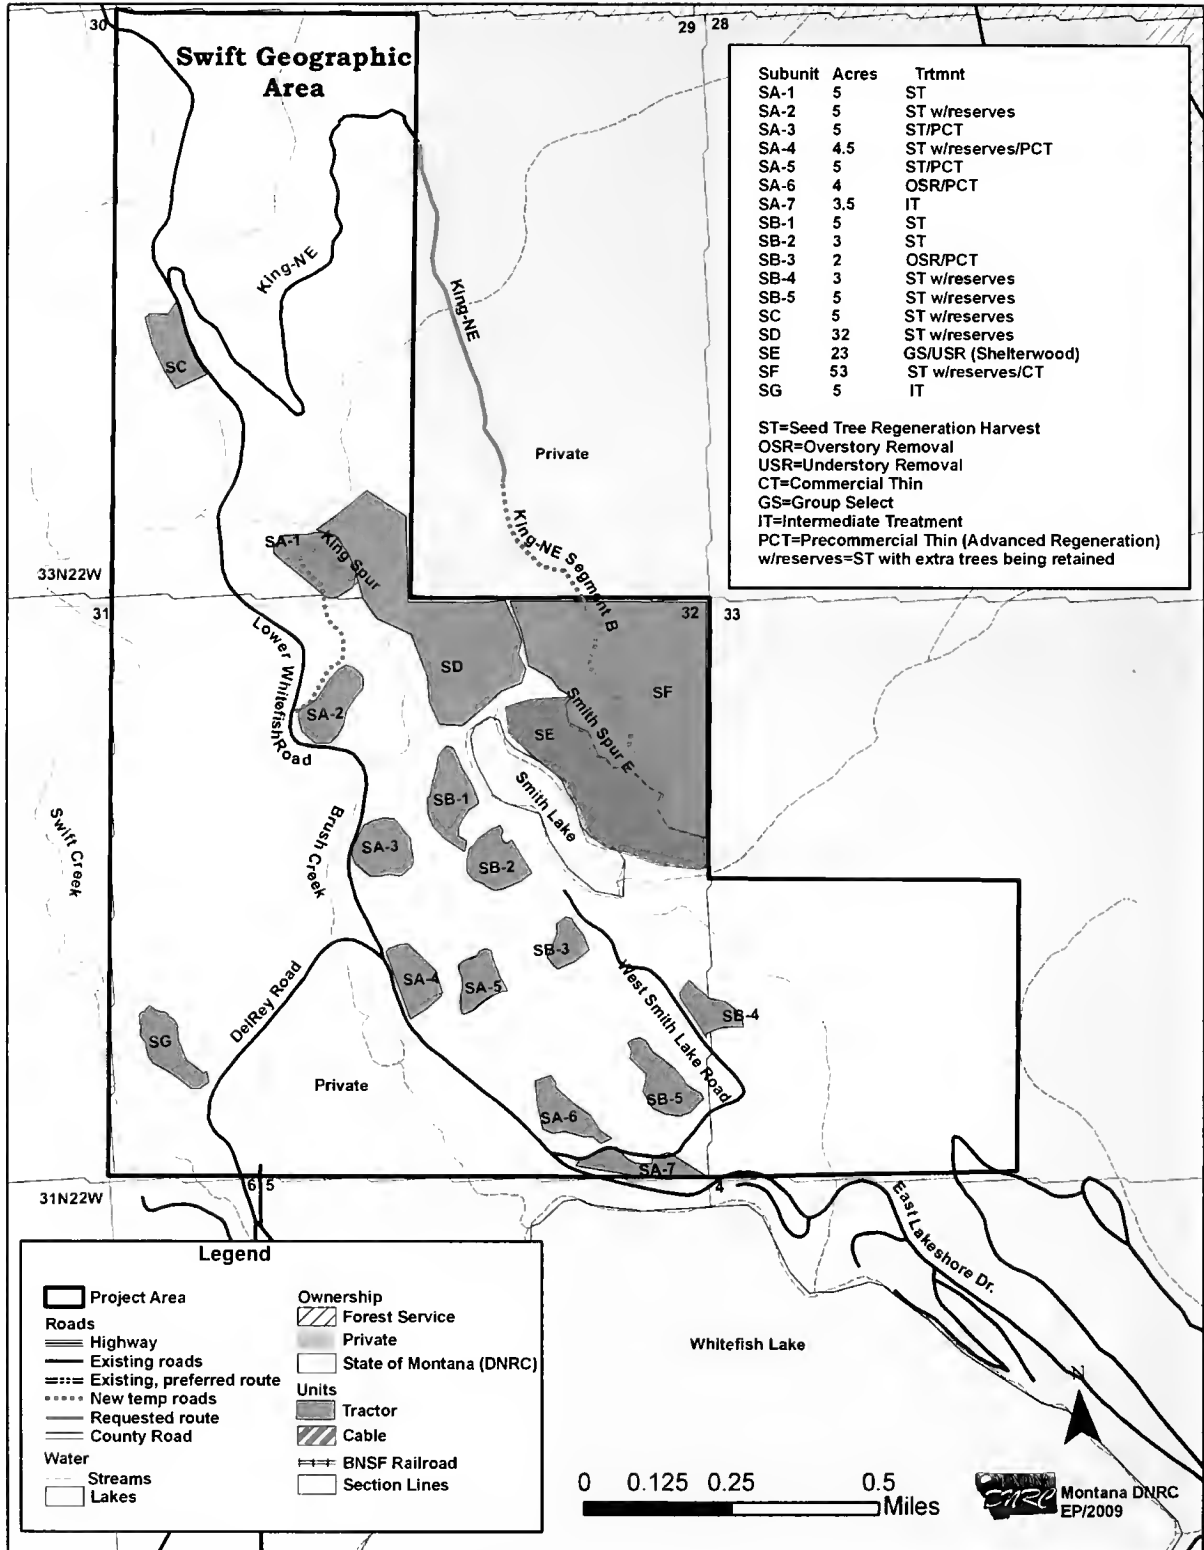 30
29
28
Swift Geographic
Area
Subunit Acres Trtmnt
SA-1 5 ST
SA-2 5 ST w/reserves
SA-3 5 ST/PCT
SA-4 4.5 ST w/reserves/PCT
SA-5 5 ST/PCT
SA-6 4 OSR/PCT
SA-7 3.5 IT
SB-1 5 ST
SB-2 3 ST
SB-3 2 OSR/PCT
SB-4 3 ST w/reserves
SB-5 5 ST w/reserves
SC 5 ST w/reserves
SD 32 ST w/reserves
SE 23 GS/USR (Shelterwood)
SF 53 ST w/reserves/CT
SG 5 IT
ST=Seed Tree Regeneration Harvest
OSR=Overstory Removal
USR=Understory Removal
CT=Commercial Thin
GS=Group Select
IT=Intermediate Treatment
PCT=Precommercial Thin (Advanced Regeneration)
w/reserves=ST with extra trees being retained
King-NE
King-NE
SC
Private
King-NE Segment B
SA-1
King Spur
33N22W
31
32
33
Lower Whitefish Road
SD
SF
SA-2
SE
Smith Spur E
SB-1
Smith Lake
Swift Creek
Brush Creek
SA-3
SB-2
SB-3
SA-4
SA-5
West Smith Lake Road
SB-4
DelRey Road
SG
Private
SB-5
SA-6
SA-7
31N22W
6
5
4
East Lakeshore Dr.
Whitefish Lake
Legend
Project Area
Roads
Highway
Existing roads
Existing, preferred route
New temp roads
Requested route
County Road
Water
Streams
Lakes
Ownership
Forest Service
Private
State of Montana (DNRC)
Units
Tractor
Cable
BNSF Railroad
Section Lines
0 0.125 0.25 0.5
Miles
N
DNRC
Montana DNRC
EP/2009